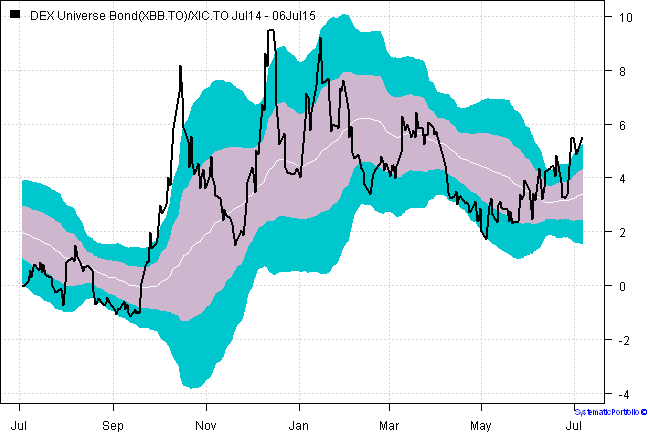 DEX Universe Bond(XBB.TO)/XIC.TO Jul14 - 06Jul15
10
8
6
4
2
0
-2
-4
Jul Sep Nov Jan Mar May Jul
SystematicPortfolio ©